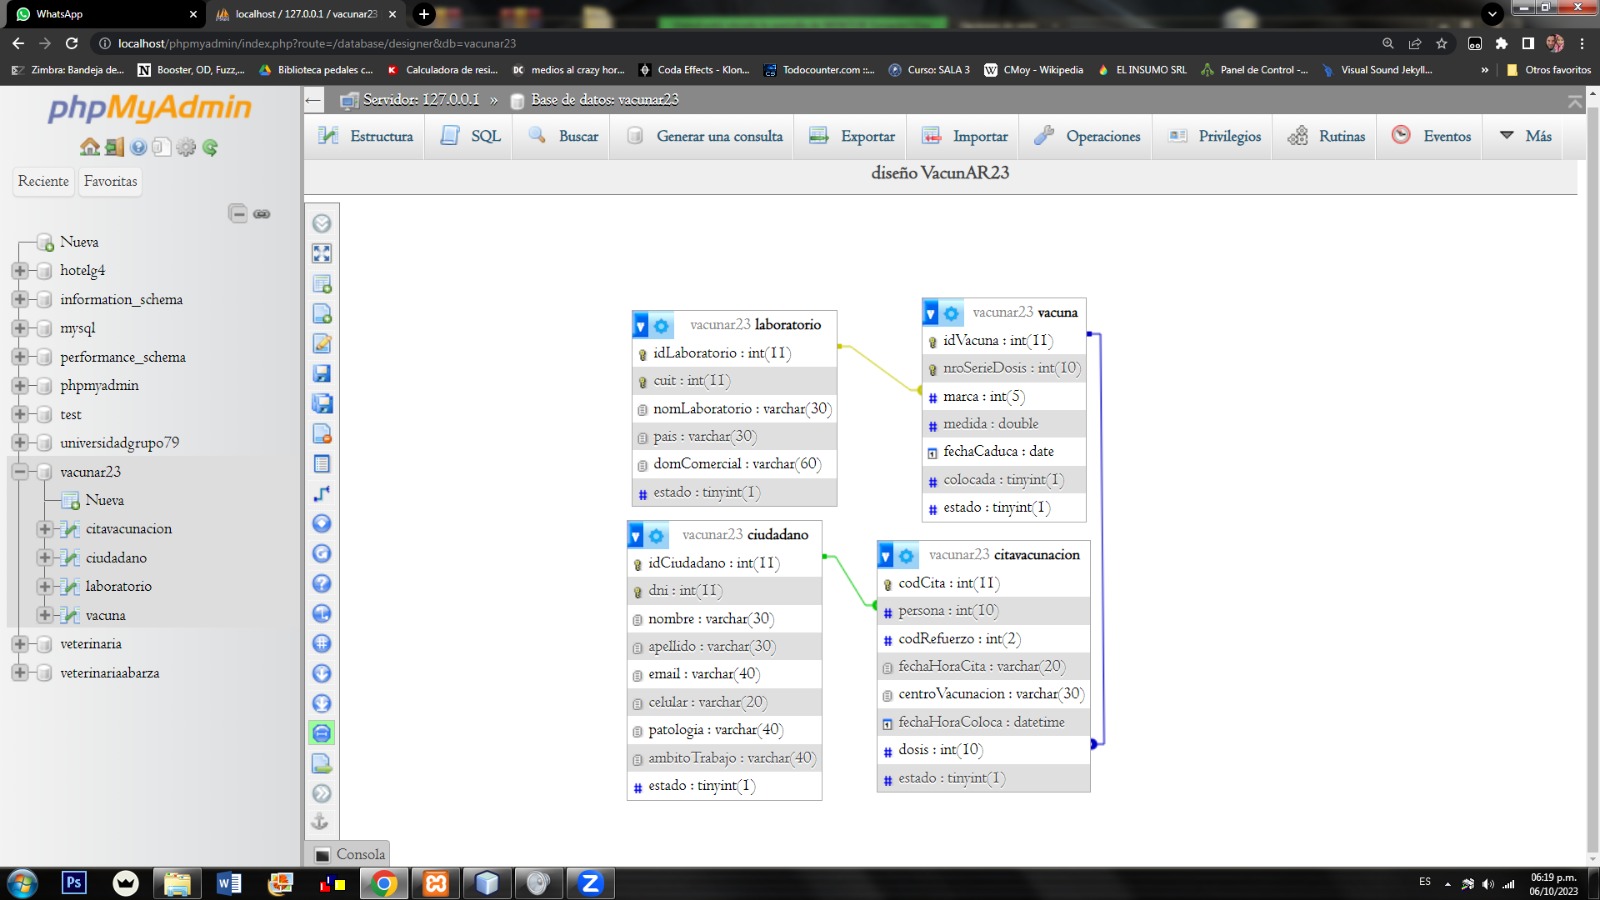 WhatsApp
localhost / 127.0.0.1 / vacunar23
localhost/phpmyadmin/index.php?route=/database/designer&db=vacunar23
Zimbra: Bandeja de...
Booster, OD, Fuzz,...
Biblioteca pedales c...
Calculadora de resi...
medios al crazy hor...
Coda Effects - Klon...
Todocounter.com ::...
Curso: SALA 3
CMoy - Wikipedia
EL INSUMO SRL
Panel de Control -...
Visual Sound Jekyll...
»
Otros favoritos
phpMyAdmin
Servidor: 127.0.0.1 » Base de datos: vacunar23
Estructura
SQL
Buscar
Generar una consulta
Exportar
Importar
Operaciones
Privilegios
Rutinas
Eventos
Más
Reciente
Favoritas
diseño VacunAR23
Nueva
hotelg4
information_schema
mysql
performance_schema
phpmyadmin
test
universidadgrupo79
vacunar23
Nueva
citavacunacion
ciudadano
laboratorio
vacuna
veterinaria
veterinariaabarza
vacunar23 laboratorio
idLaboratorio : int(11)
cuit : int(11)
nomLaboratorio : varchar(30)
pais : varchar(30)
domComercial : varchar(60)
estado : tinyint(1)
vacunar23 vacuna
idVacuna : int(11)
nroSerieDosis : int(10)
marca : int(5)
medida : double
fechaCaduca : date
colocada : tinyint(1)
estado : tinyint(1)
vacunar23 ciudadano
idCiudadano : int(11)
dni : int(11)
nombre : varchar(30)
apellido : varchar(30)
email : varchar(40)
celular : varchar(20)
patologia : varchar(40)
ambitoTrabajo : varchar(40)
estado : tinyint(1)
vacunar23 citavacunacion
codCita : int(11)
persona : int(10)
codRefuerzo : int(2)
fechaHoraCita : varchar(20)
centroVacunacion : varchar(30)
fechaHoraColoca : datetime
dosis : int(10)
estado : tinyint(1)
Consola
ES
06:19 p.m.
06/10/2023